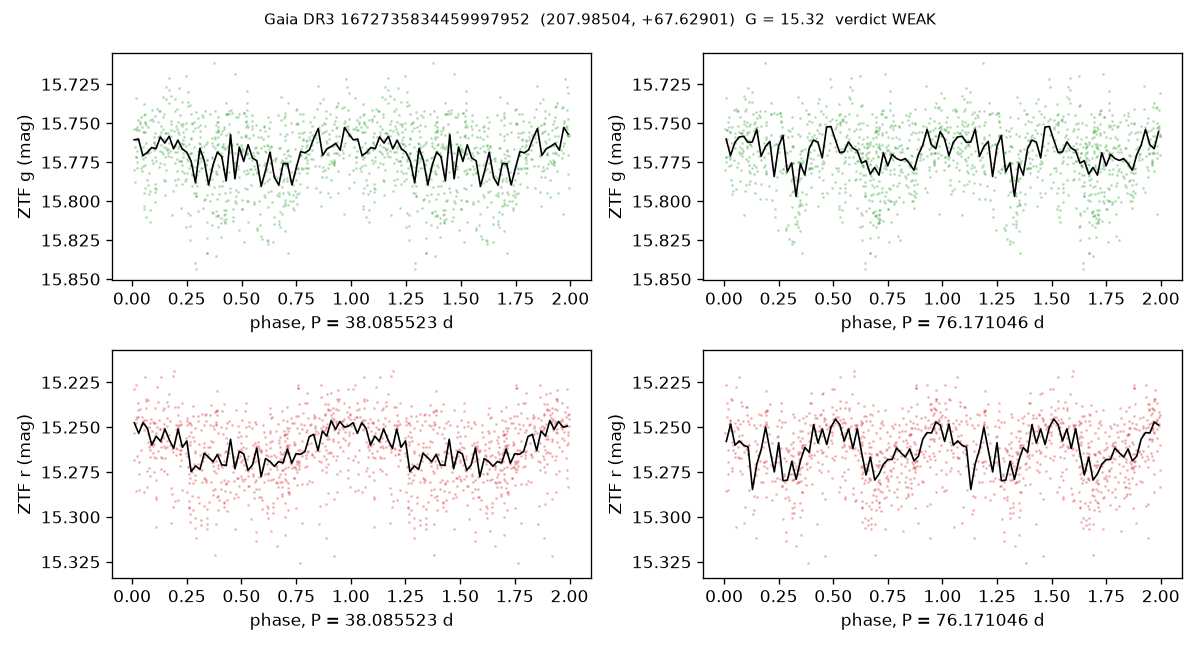 Gaia DR3 1672735834459997952 (207.98504, +67.62901) G = 15.32 verdict WEAK
ZTF g (mag)
15.725
15.750
15.775
15.800
15.825
15.850
0.00 0.25 0.50 0.75 1.00 1.25 1.50 1.75 2.00
phase, P = 38.085523 d
ZTF g (mag)
15.725
15.750
15.775
15.800
15.825
15.850
0.00 0.25 0.50 0.75 1.00 1.25 1.50 1.75 2.00
phase, P = 76.171046 d
ZTF r (mag)
15.225
15.250
15.275
15.300
15.325
0.00 0.25 0.50 0.75 1.00 1.25 1.50 1.75 2.00
phase, P = 38.085523 d
ZTF r (mag)
15.225
15.250
15.275
15.300
15.325
0.00 0.25 0.50 0.75 1.00 1.25 1.50 1.75 2.00
phase, P = 76.171046 d